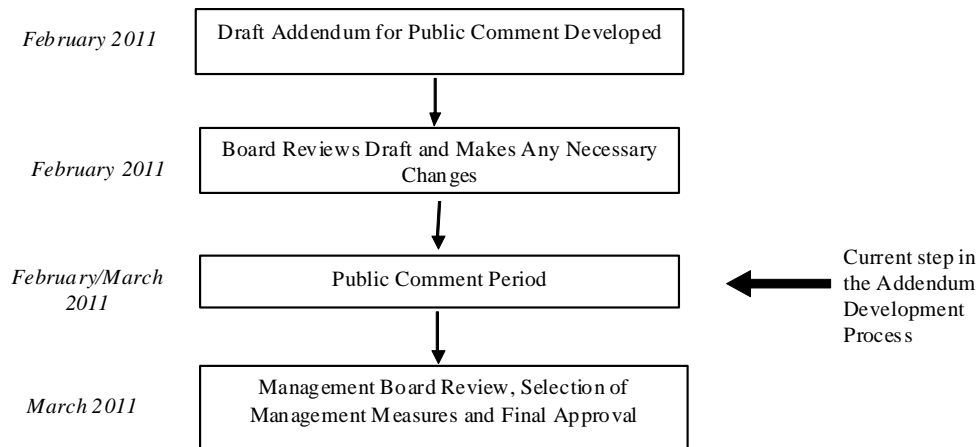 February 2011
Draft Addendum for Public Comment Developed
February 2011
Board Reviews Draft and Makes Any Necessary
Changes
February/March
2011
Public Comment Period
Current step in
the Addendum
Development
Process
March 2011
Management Board Review, Selection of
Management Measures and Final Approval